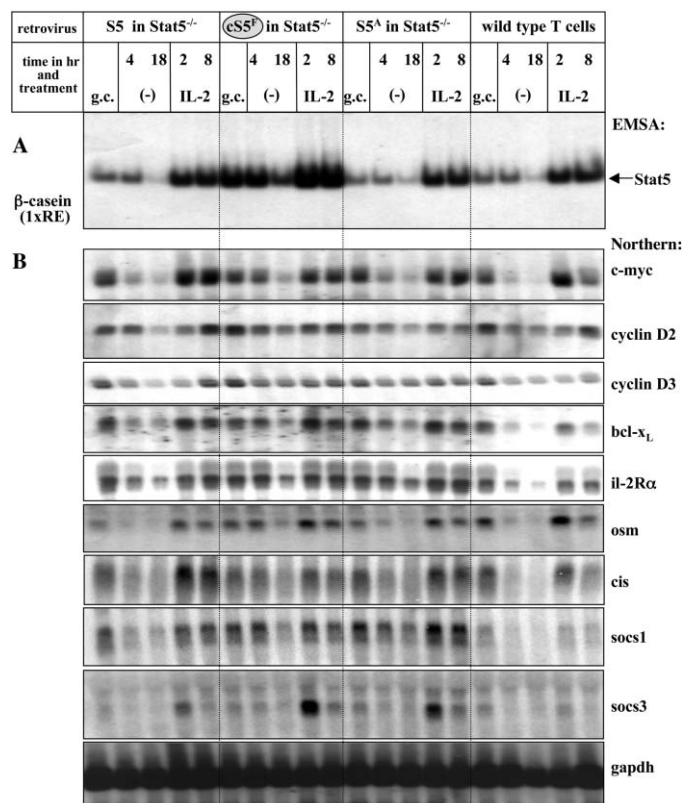 retrovirus S5 in Stat5-/- cS5F in Stat5-/- S5A in Stat5-/- wild type T cells
time in hr 4 18 2 8 4 18 2 8 4 18 2 8 4 18 2 8
and
treatment
g.c. (-) IL-2 g.c. (-) IL-2 g.c. (-) IL-2 g.c. (-) IL-2
EMSA:
A
Stat5
β-casein
(1xRE)
Northern:
B
c-myc
cyclin D2
cyclin D3
bcl-xL
il-2Rα
osm
cis
socs1
socs3
gapdh